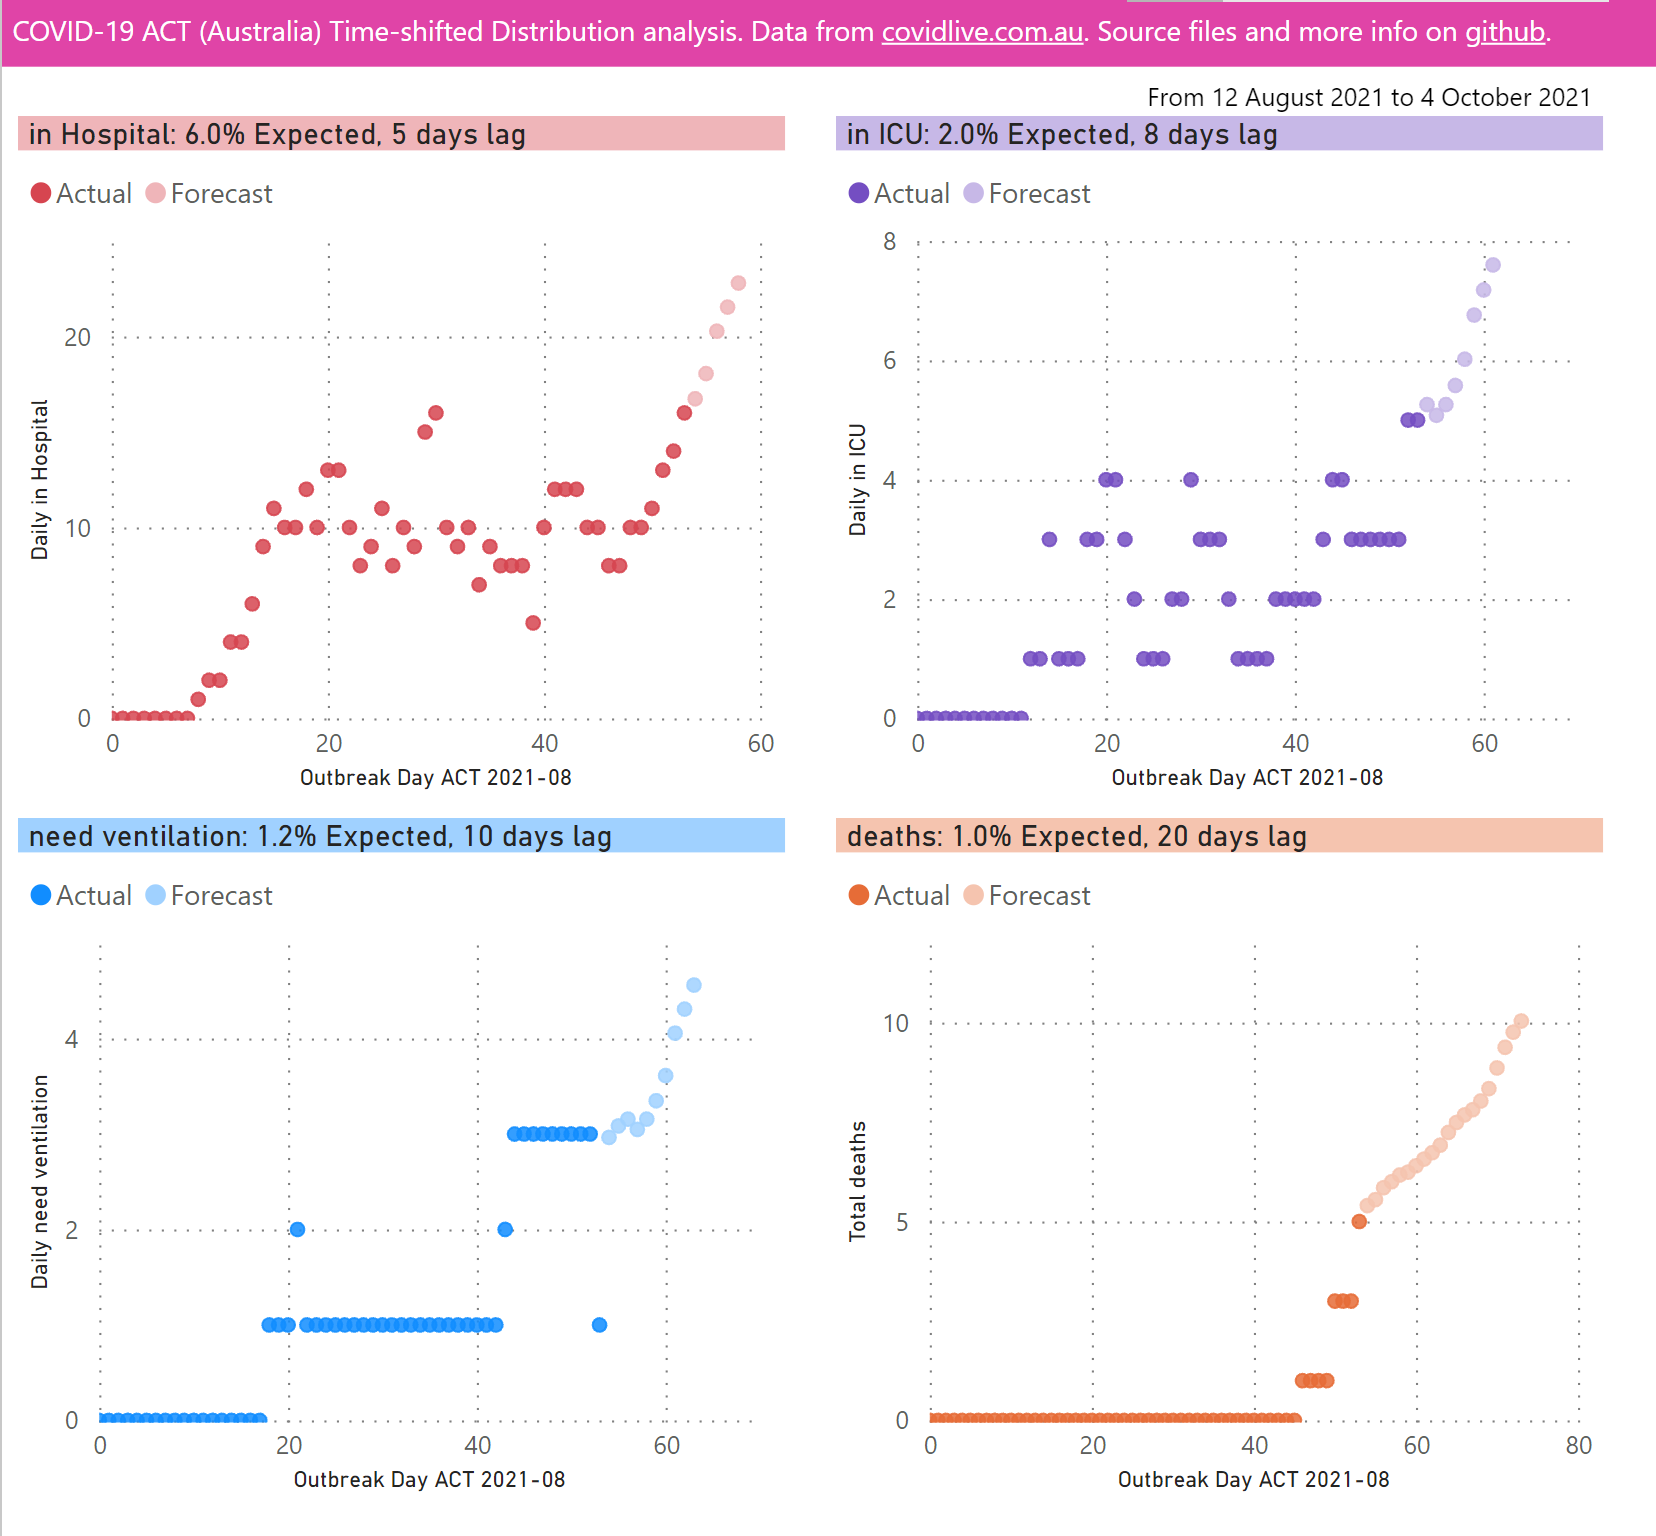 COVID-19 ACT (Australia) Time-shifted Distribution analysis. Data from covidlive.com.au. Source files and more info on github.
From 12 August 2021 to 4 October 2021
in Hospital: 6.0% Expected, 5 days lag
Actual Forecast
20
10
0
0 20 40 60
Daily in Hospital
Outbreak Day ACT 2021-08
in ICU: 2.0% Expected, 8 days lag
Actual Forecast
8
6
4
2
0
0 20 40 60
Daily in ICU
Outbreak Day ACT 2021-08
need ventilation: 1.2% Expected, 10 days lag
Actual Forecast
4
2
0
0 20 40 60
Daily need ventilation
Outbreak Day ACT 2021-08
deaths: 1.0% Expected, 20 days lag
Actual Forecast
10
5
0
0 20 40 60 80
Total deaths
Outbreak Day ACT 2021-08